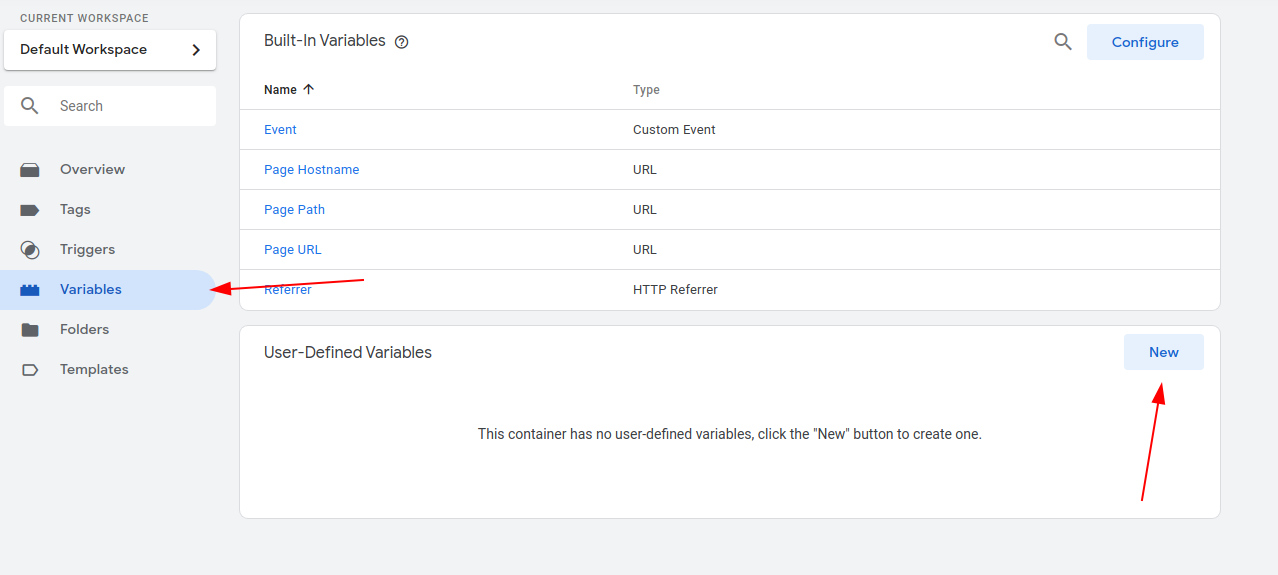 CURRENT WORKSPACE
Default Workspace
Search
Overview
Tags
Triggers
Variables
Folders
Templates
Built-In Variables
Configure
Name Type
Event Custom Event
Page Hostname URL
Page Path URL
Page URL URL
Referrer HTTP Referrer
User-Defined Variables
New
This container has no user-defined variables, click the "New" button to create one.